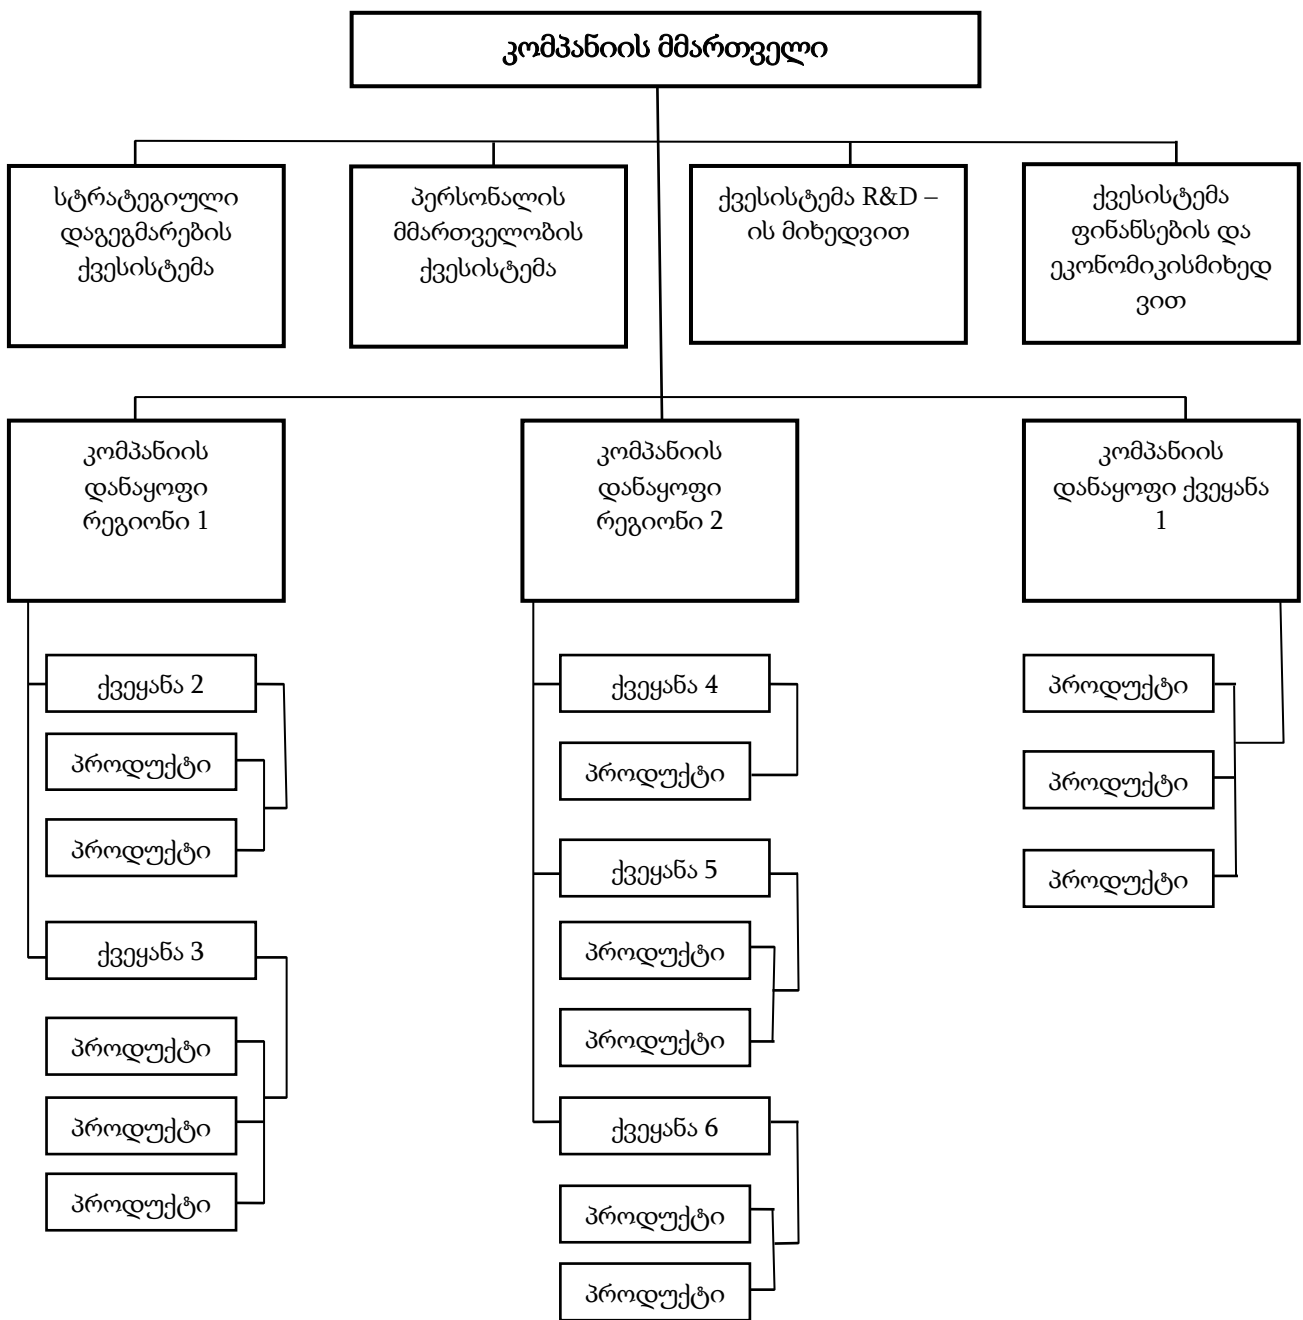 კომპანიის მმართველი
სტრატეგიული
დაგეგმარების
ქვესისტემა
პერსონალის
მმართველობის
ქვესისტემა
ქვესისტემა R&D –
ის მიხედვით
ქვესისტემა
ფინანსების და
ეკონომიკისმიხედ
ვით
კომპანიის
დანაყოფი
რეგიონი 1
კომპანიის
დანაყოფი
რეგიონი 2
კომპანიის
დანაყოფი ქვეყანა
1
ქვეყანა 2
პროდუქტი
პროდუქტი
ქვეყანა 3
პროდუქტი
პროდუქტი
პროდუქტი
ქვეყანა 4
პროდუქტი
ქვეყანა 5
პროდუქტი
პროდუქტი
ქვეყანა 6
პროდუქტი
პროდუქტი
პროდუქტი
პროდუქტი
პროდუქტი